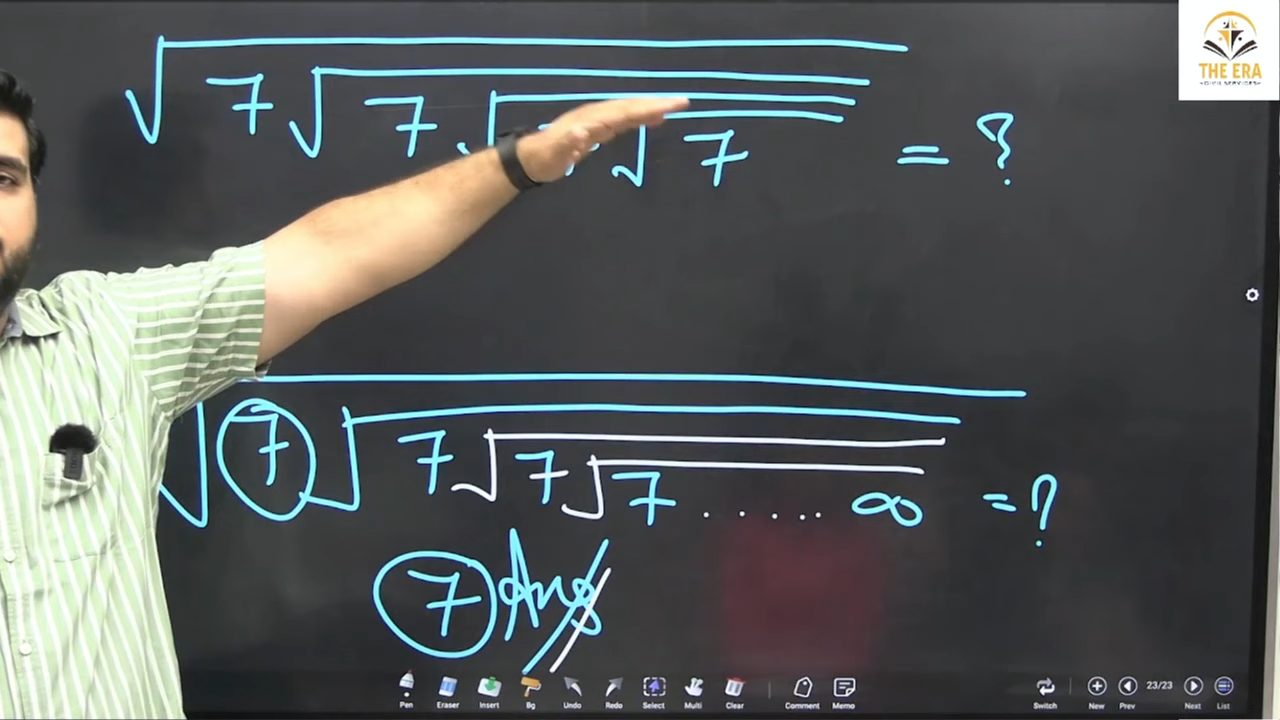 √7√7√7√7 = ?
THE ERA
√7√7√7√7 ..... ∞ = ?
7 Ans
Pen Eraser Insert Bg Undo Redo Select Multi Clear Comment Memo Switch New Prev 23/23 Next List